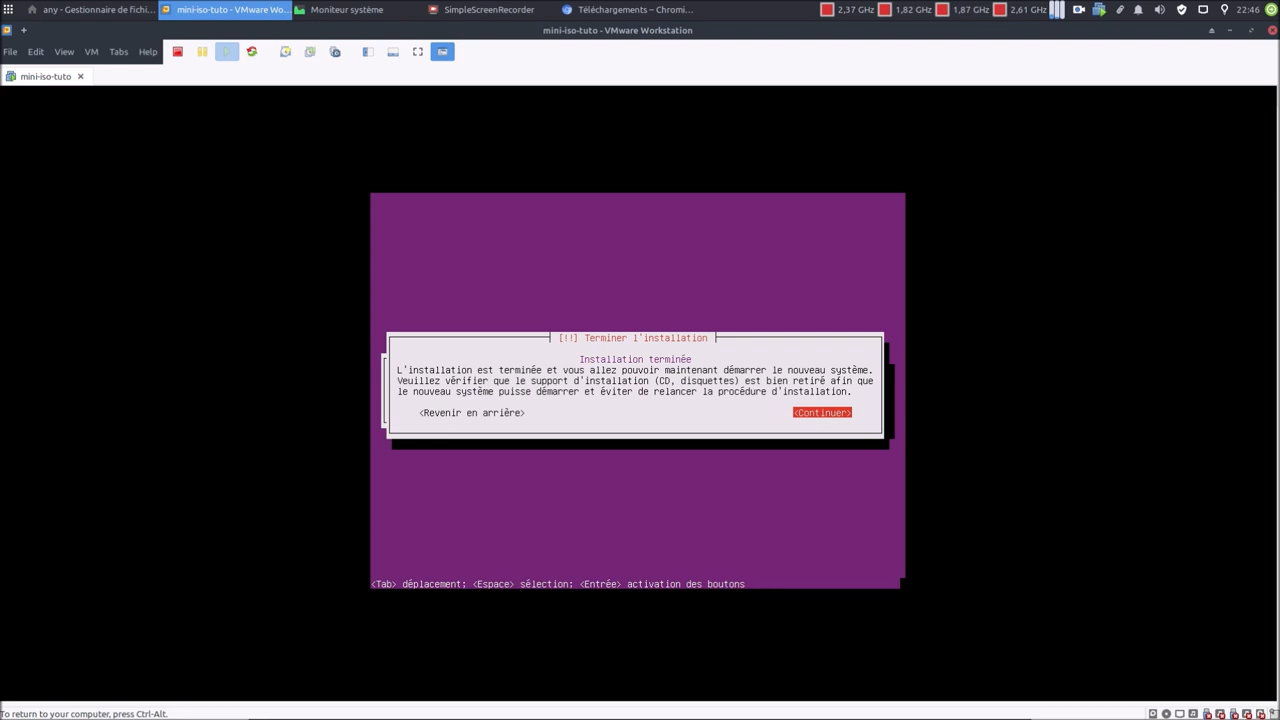 any - Gestionnaire de fichi...
mini-iso-tuto - VMware Wo...
Moniteur système
SimpleScreenRecorder
Téléchargements – Chromi...
2,37 GHz
1,82 GHz
1,87 GHz
2,61 GHz
22:46
mini-iso-tuto - VMware Workstation
File Edit View VM Tabs Help
mini-iso-tuto
[!!] Terminer l'installation
Installation terminée
L'installation est terminée et vous allez pouvoir maintenant démarrer le nouveau système.
Veuillez vérifier que le support d'installation (CD, disquettes) est bien retiré afin que
le nouveau système puisse démarrer et éviter de relancer la procédure d'installation.
<Revenir en arrière> <Continuer>
<Tab> déplacement; <Espace> sélection; <Entrée> activation des boutons
To return to your computer, press Ctrl-Alt.